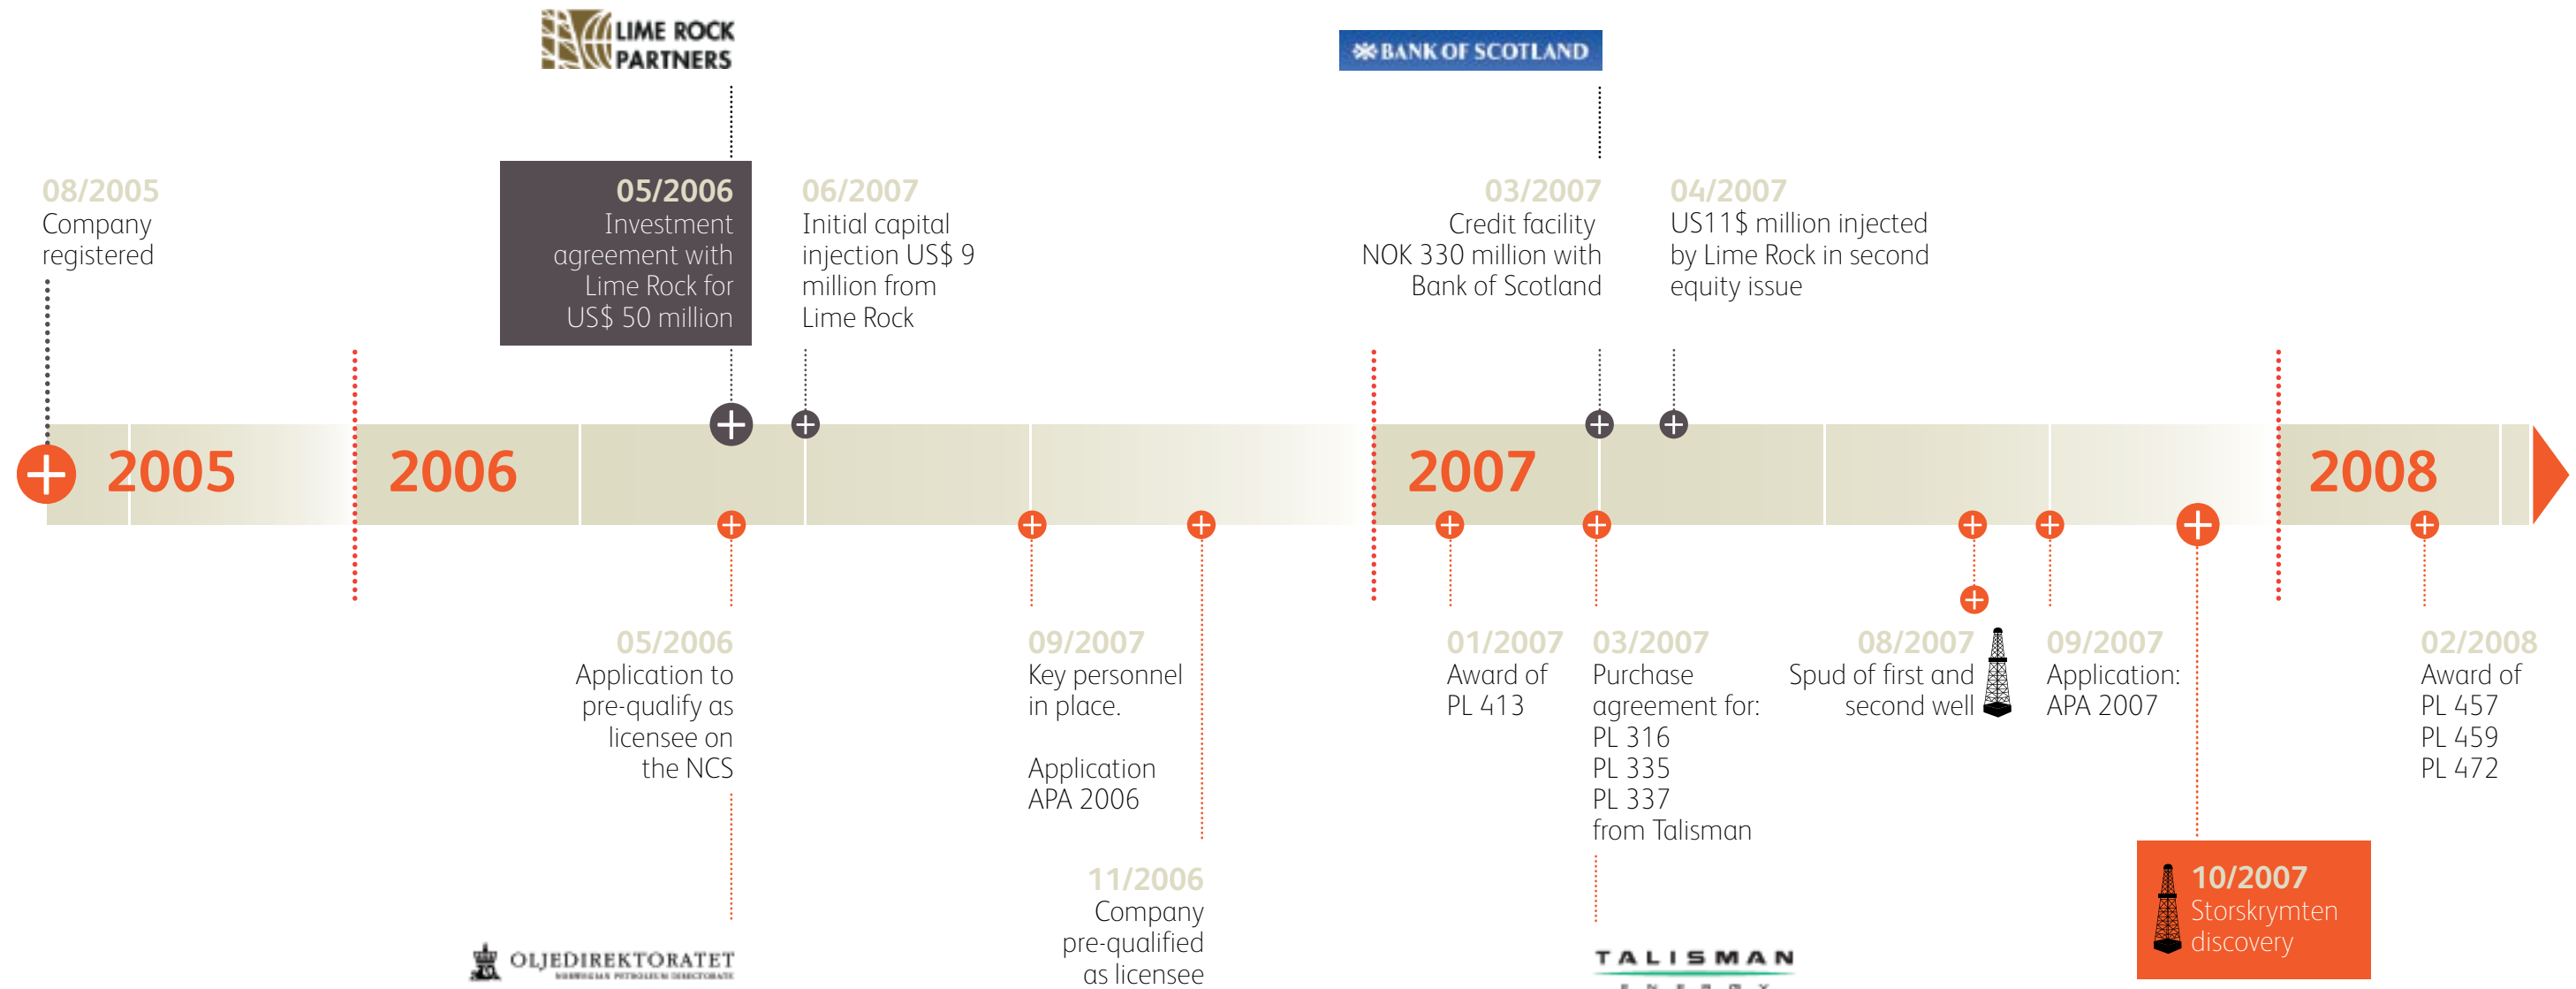 LIME ROCK
PARTNERS
BANK OF SCOTLAND
08/2005
Company
registered
05/2006
Investment
agreement with
Lime Rock for
US$ 50 million
06/2007
Initial capital
injection US$ 9
million from
Lime Rock
03/2007
Credit facility
NOK 330 million with
Bank of Scotland
04/2007
US11$ million injected
by Lime Rock in second
equity issue
2005
2006
2007
2008
05/2006
Application to
pre-qualify as
licensee on
the NCS
09/2007
Key personnel
in place.
Application
APA 2006
11/2006
Company
pre-qualified
as licensee
01/2007
Award of
PL 413
03/2007
Purchase
agreement for:
PL 316
PL 335
PL 337
from Talisman
08/2007
Spud of first and
second well
09/2007
Application:
APA 2007
10/2007
Storskrymten
discovery
02/2008
Award of
PL 457
PL 459
PL 472
OLJEDIREKTORATET
NORWEGIAN PETROLEUM DIRECTORATE
TALISMAN
ENERGY